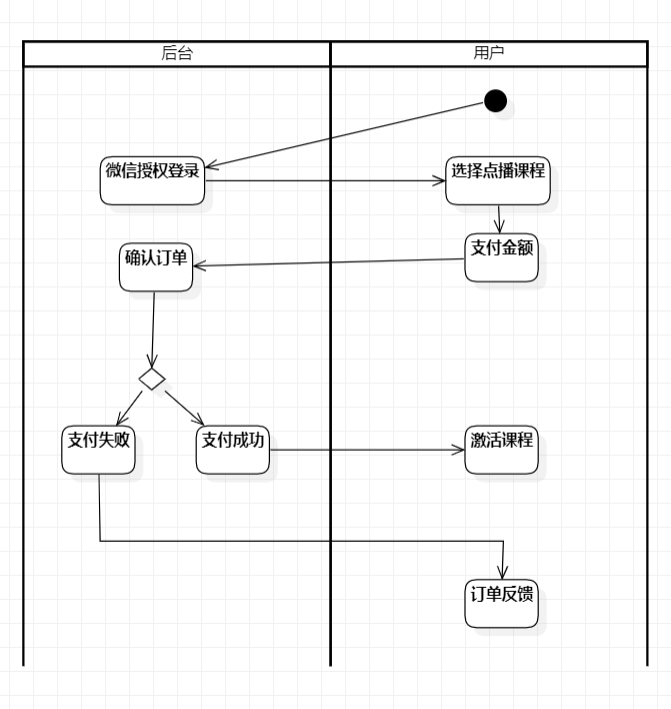 后台
用户
微信授权登录
选择点播课程
支付金额
确认订单
支付失败
支付成功
激活课程
订单反馈